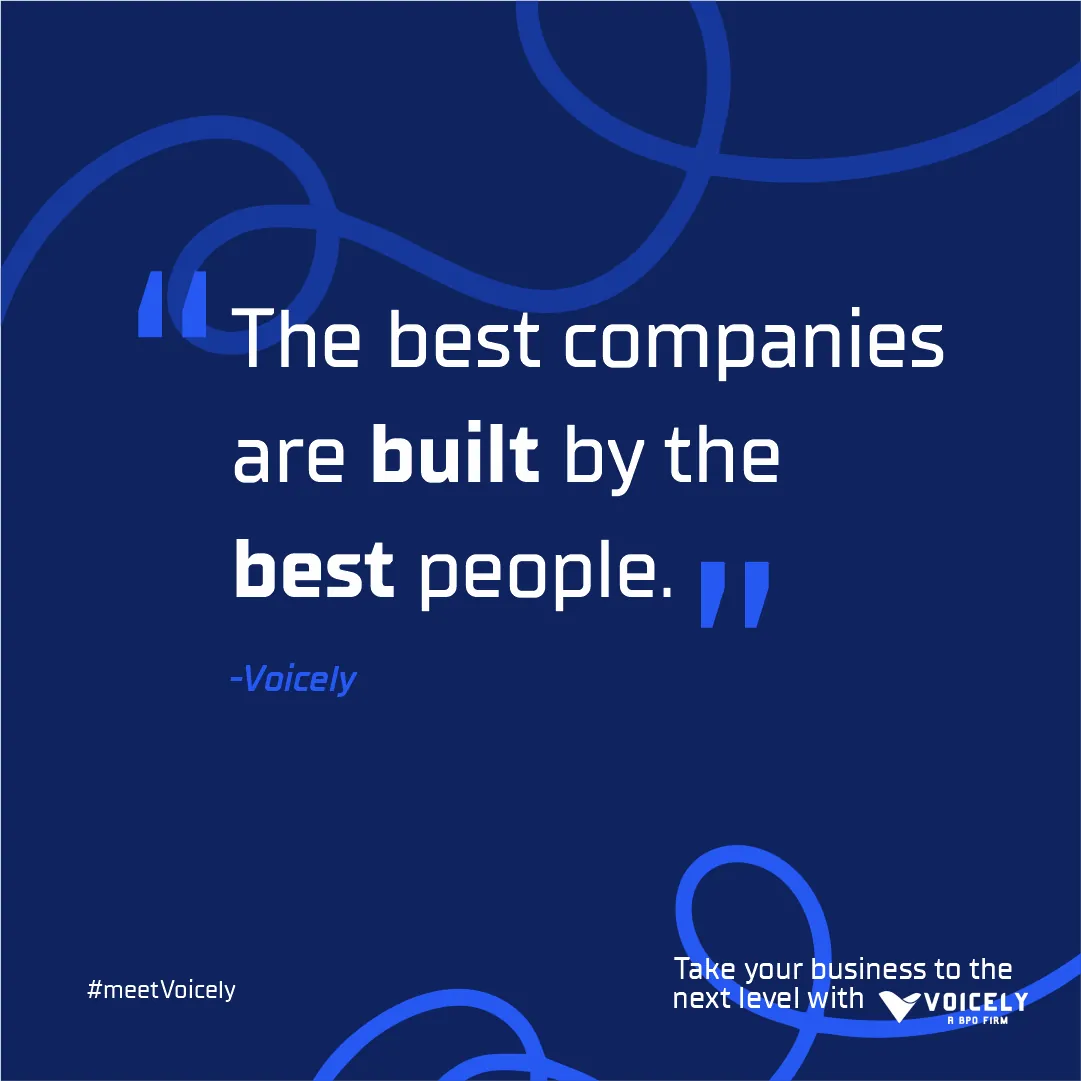 “The best companies
are built by the
best people.”
-Voicely
#meetVoicely
Take your business to the
next level with VOICELY
A BPO FIRM